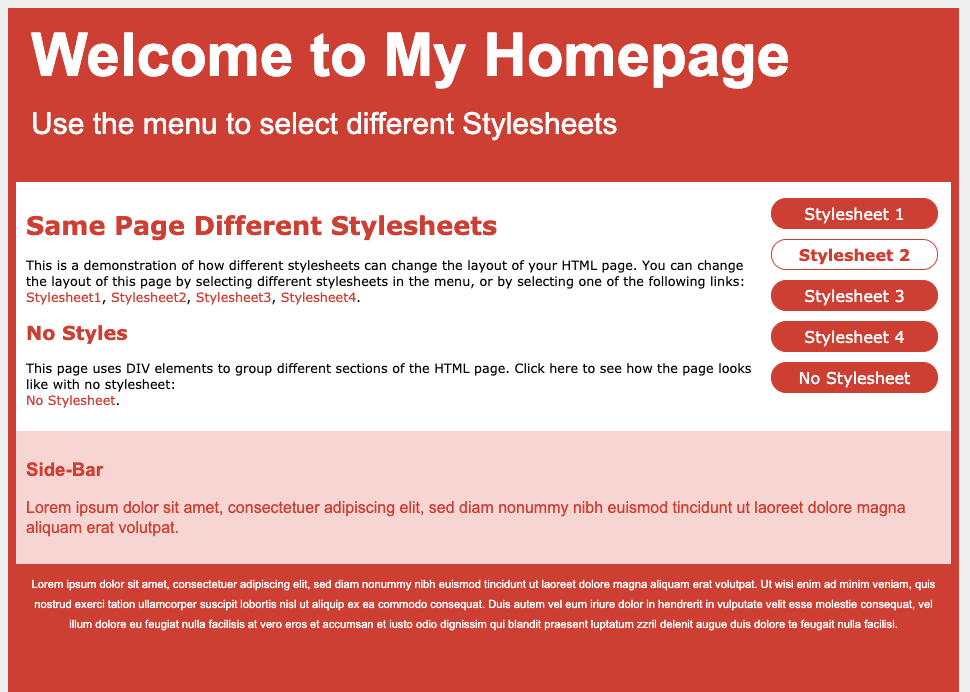 Welcome to My Homepage
Use the menu to select different Stylesheets
Same Page Different Stylesheets
This is a demonstration of how different stylesheets can change the layout of your HTML page. You can change
the layout of this page by selecting different stylesheets in the menu, or by selecting one of the following links:
Stylesheet1, Stylesheet2, Stylesheet3, Stylesheet4.
No Styles
This page uses DIV elements to group different sections of the HTML page. Click here to see how the page looks
like with no stylesheet:
No Stylesheet.
Stylesheet 1
Stylesheet 2
Stylesheet 3
Stylesheet 4
No Stylesheet
Side-Bar
Lorem ipsum dolor sit amet, consectetuer adipiscing elit, sed diam nonummy nibh euismod tincidunt ut laoreet dolore magna
aliquam erat volutpat.
Lorem ipsum dolor sit amet, consectetuer adipiscing elit, sed diam nonummy nibh euismod tincidunt ut laoreet dolore magna aliquam erat volutpat. Ut wisi enim ad minim veniam, quis
nostrud exerci tation ullamcorper suscipit lobortis nisl ut aliquip ex ea commodo consequat. Duis autem vel eum iriure dolor in hendrerit in vulputate velit esse molestie consequat, vel
illum dolore eu feugiat nulla facilisis at vero eros et accumsan et iusto odio dignissim qui blandit praesent luptatum zzril delenit augue duis dolore te feugait nulla facilisi.